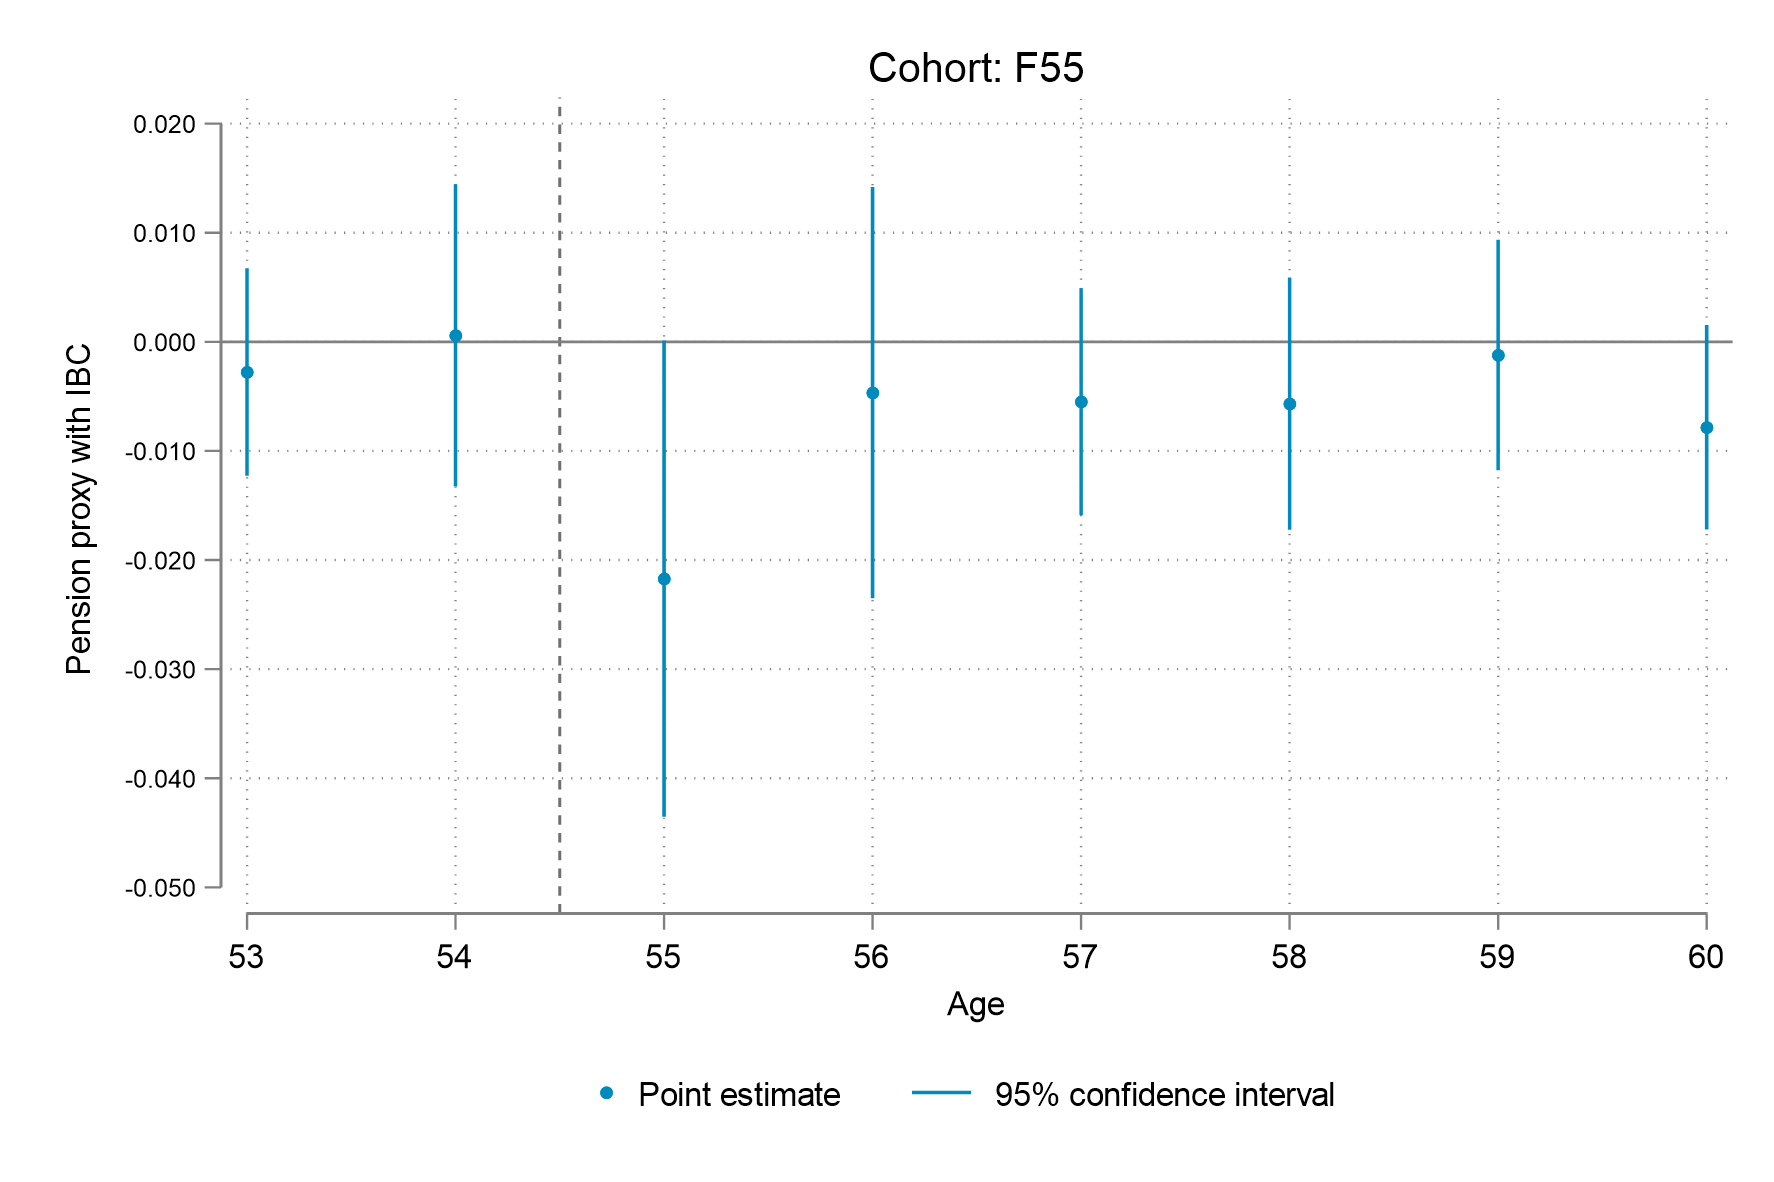 Cohort: F55
0.020
0.010
0.000
-0.010
-0.020
-0.030
-0.040
-0.050
Pension proxy with IBC
53 54 55 56 57 58 59 60
Age
Point estimate 95% confidence interval